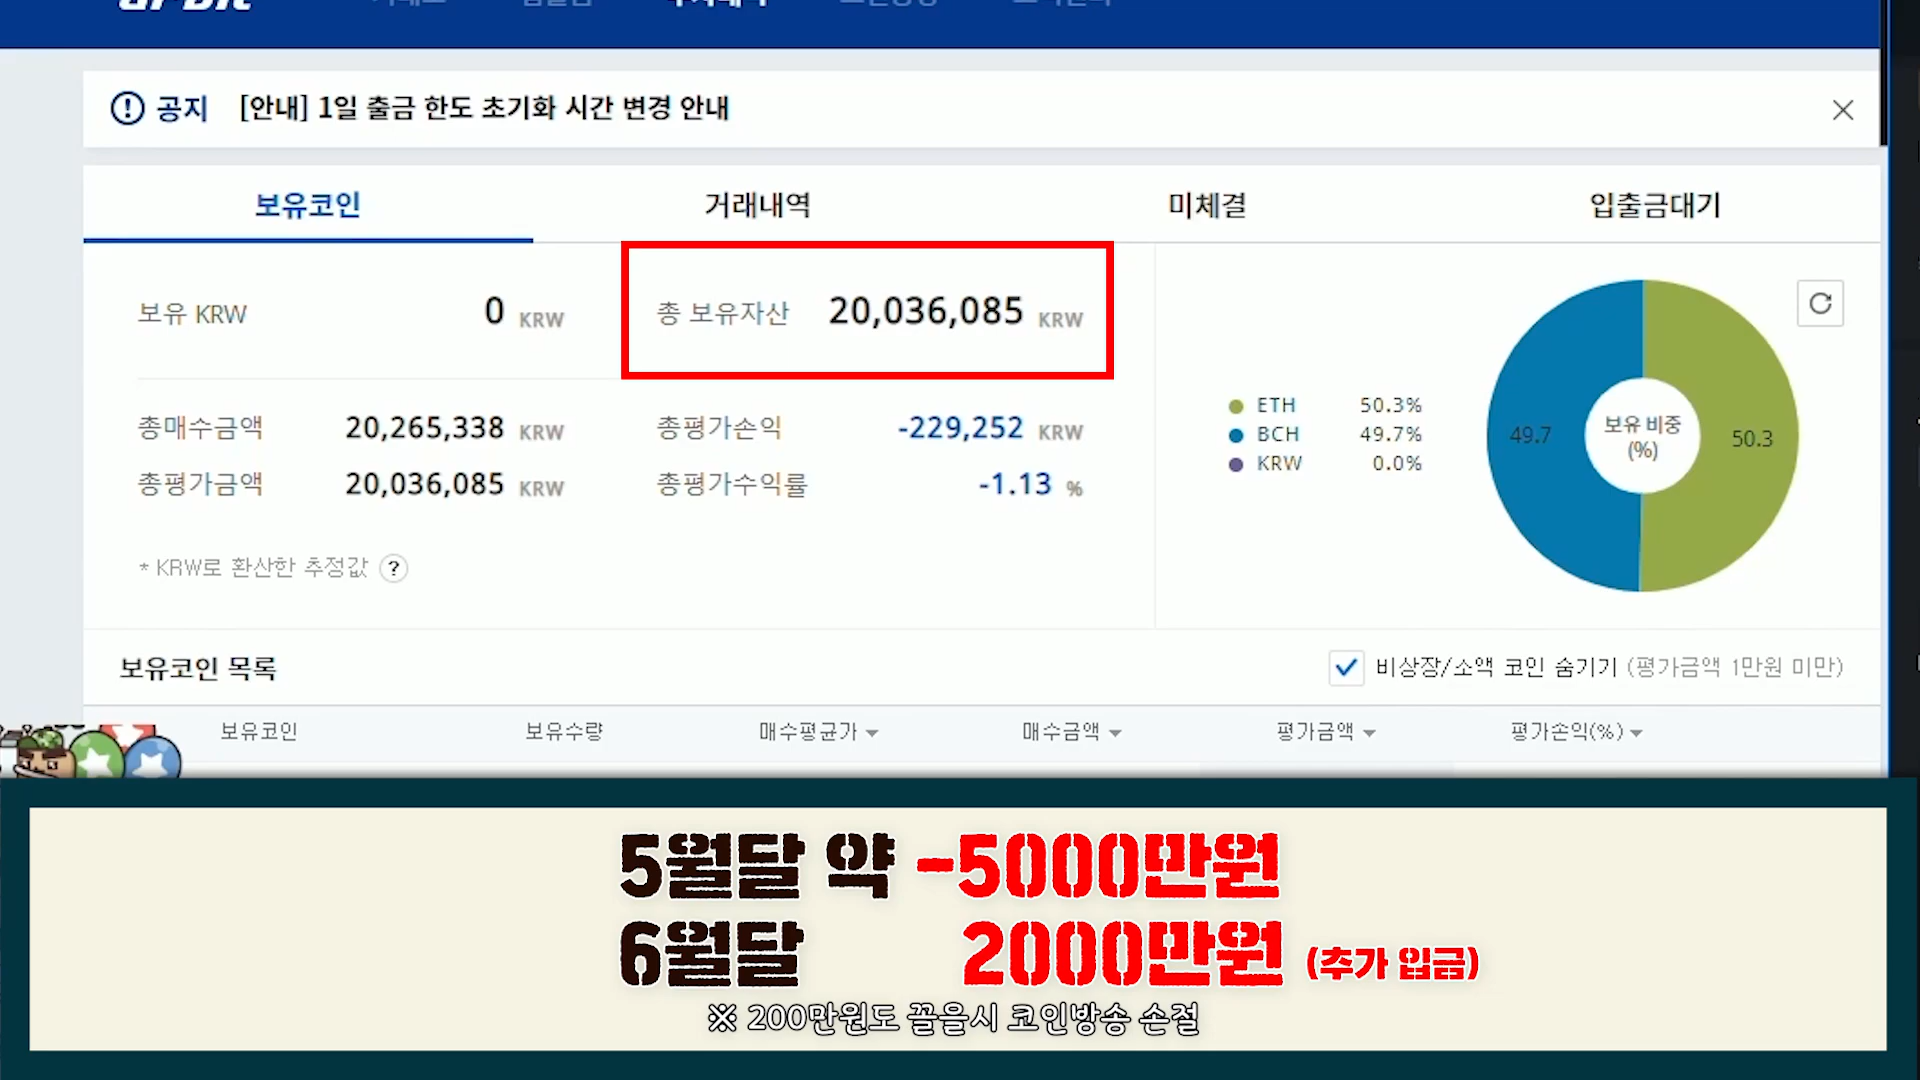 공지 [안내] 1일 출금 한도 초기화 시간 변경 안내
보유코인 거래내역 미체결 입출금대기
보유 KRW 0 KRW 총 보유자산 20,036,085 KRW
총매수금액 20,265,338 KRW 총평가손익 -229,252 KRW
총평가금액 20,036,085 KRW 총평가수익률 -1.13 %
* KRW로 환산한 추정값 ?
ETH 50.3%
BCH 49.7%
KRW 0.0%
49.7 보유 비중 50.3
(%)
보유코인 목록 비상장/소액 코인 숨기기 (평가금액 1만원 미만)
보유코인 보유수량 매수평균가 매수금액 평가금액 평가손익(%)
5월달 약 -5000만원
6월달 2000만원 (추가 입금)
※ 200만원도 꼴을시 코인방송 손절